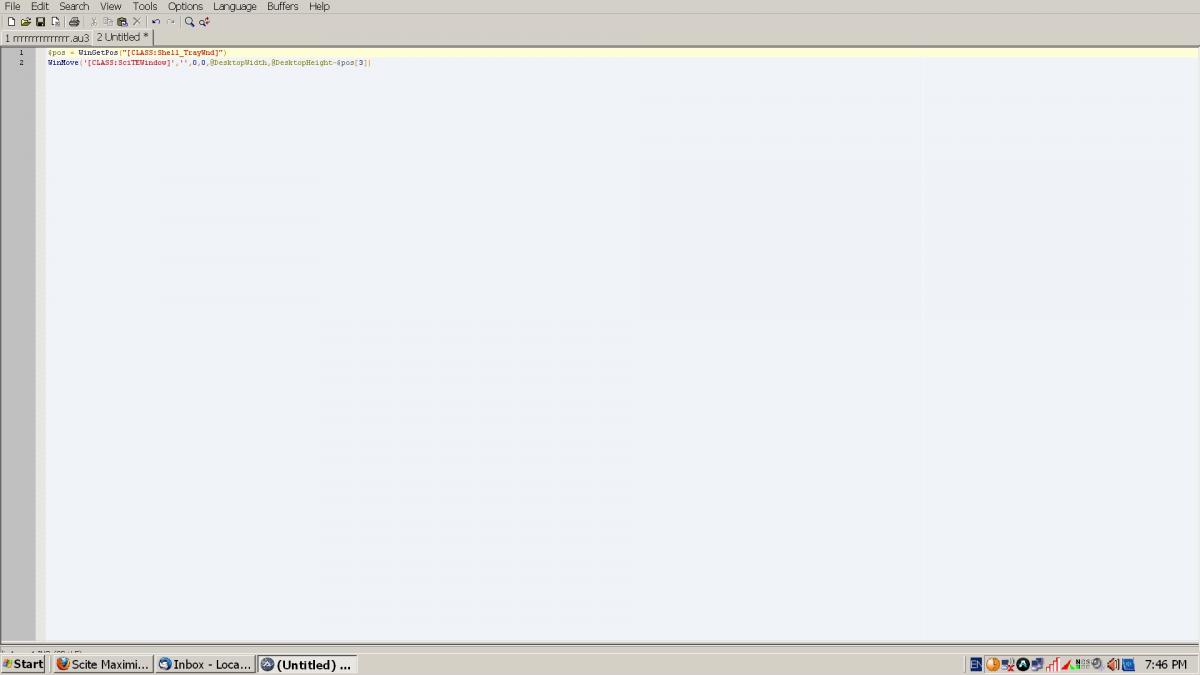 File Edit Search View Tools Options Language Buffers Help
1 rrrrrrrrrrrrrr.au3 2 Untitled *
1 $pos = WinGetPos("[CLASS:Shell_TrayWnd]")
2 WinMove('[CLASS:SciTEWindow]','',0,0,@DesktopWidth,@DesktopHeight-$pos[3])
Start Scite Maximi... Inbox - Loca... (Untitled) ... EN 7:46 PM